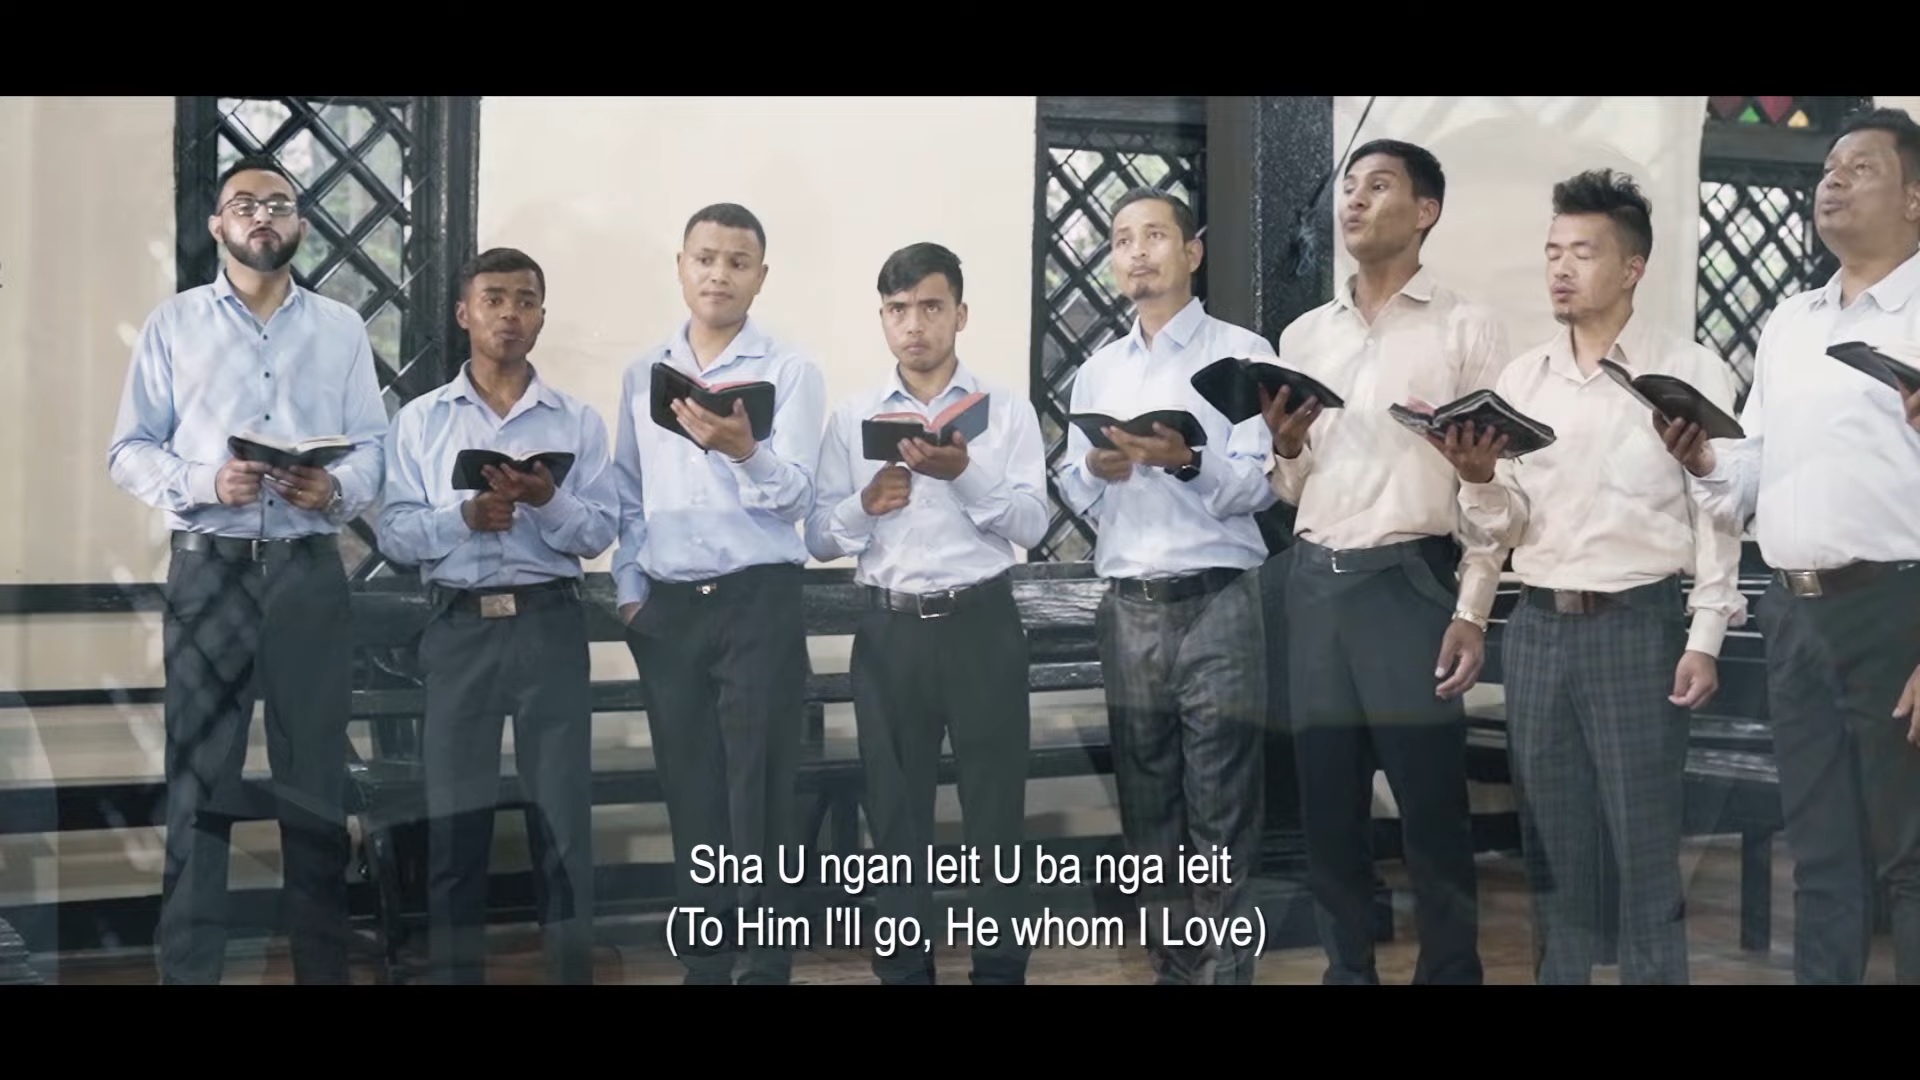 Sha U ngan leit U ba nga ieit
(To Him I'll go, He whom I Love)